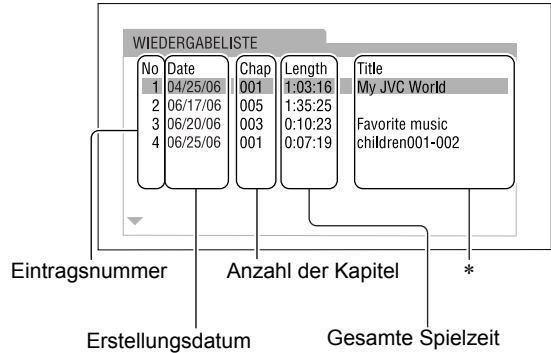 WIEDERGABELISTE
No Date Chap Length Title
1 04/25/06 001 1:03:16 My JVC World
2 06/17/06 005 1:35:25
3 06/20/06 003 0:10:23 Favorite music
4 06/25/06 001 0:07:19 children001-002
Eintragsnummer Anzahl der Kapitel *
Erstellungsdatum Gesamte Spielzeit